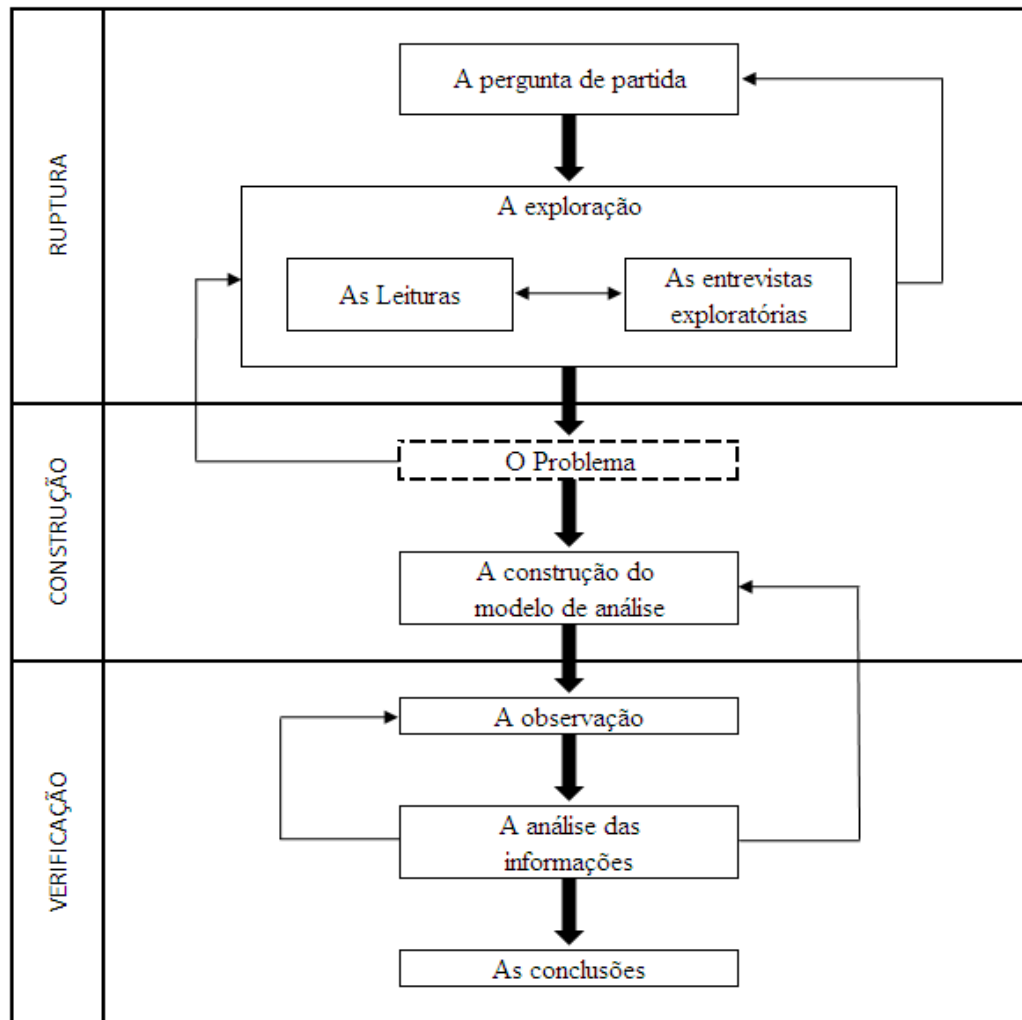 RUPTURA
A pergunta de partida
A exploração
As Leituras
As entrevistas
exploratórias
CONSTRUÇÃO
O Problema
A construção do
modelo de análise
VERIFICAÇÃO
A observação
A análise das
informações
As conclusões